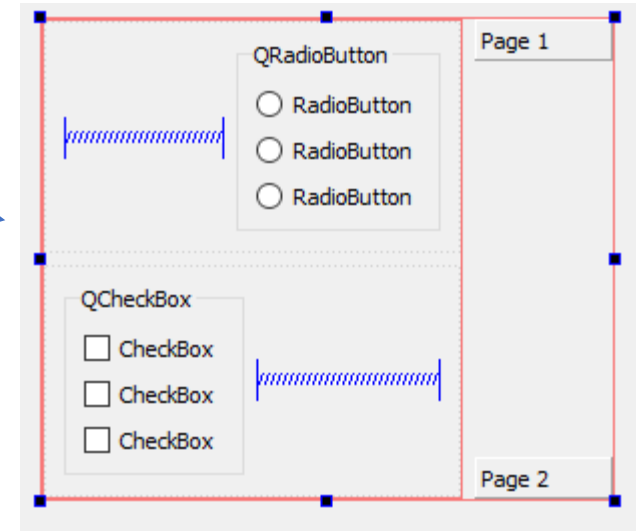 QRadioButton
RadioButton
RadioButton
RadioButton
QCheckBox
CheckBox
CheckBox
CheckBox
Page 1
Page 2